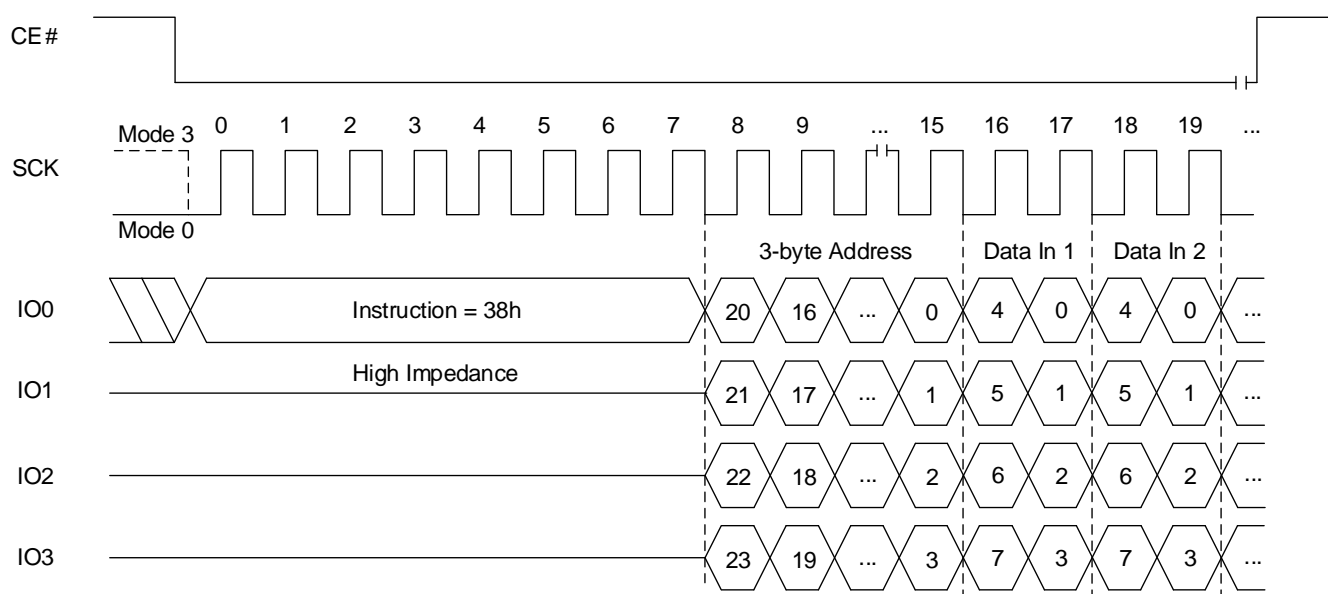 CE#
Mode 3 0 1 2 3 4 5 6 7 8 9 ... 15 16 17 18 19 ...
SCK
Mode 0
3-byte Address Data In 1 Data In 2
IO0 Instruction = 38h 20 16 ... 0 4 0 4 0 ...
High Impedance
IO1 21 17 ... 1 5 1 5 1 ...
IO2 22 18 ... 2 6 2 6 2 ...
IO3 23 19 ... 3 7 3 7 3 ...